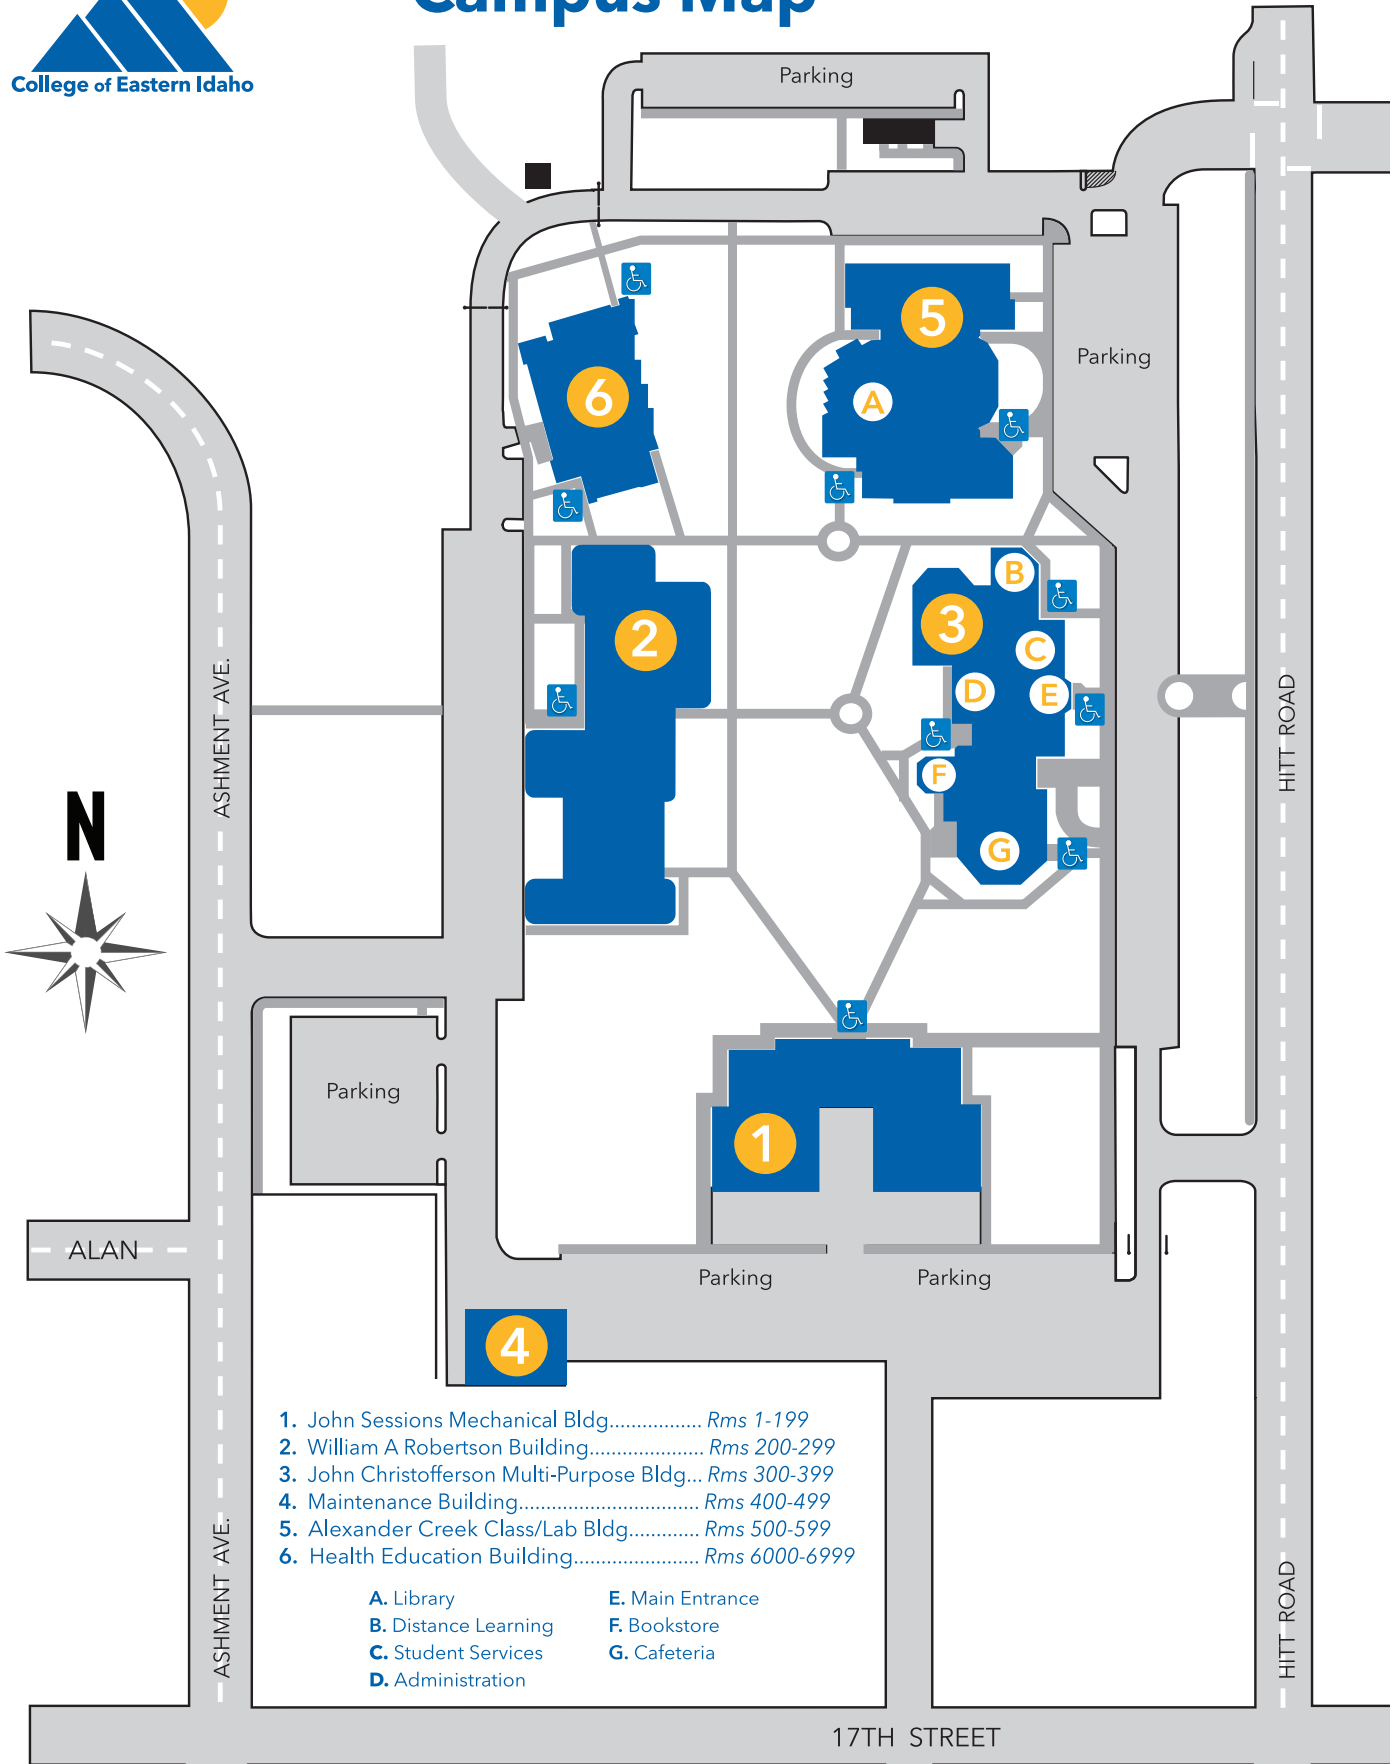 Campus Map
College of Eastern Idaho
Parking
5
Parking
6
A
B
3
2
C
D
E
ASHMENT AVE.
HITT ROAD
F
N
G
Parking
1
ALAN
Parking
Parking
4
1. John Sessions Mechanical Bldg................. Rms 1-199
2. William A Robertson Building..................... Rms 200-299
3. John Christofferson Multi-Purpose Bldg... Rms 300-399
4. Maintenance Building................................. Rms 400-499
5. Alexander Creek Class/Lab Bldg............. Rms 500-599
6. Health Education Building....................... Rms 6000-6999
A. Library
B. Distance Learning
C. Student Services
D. Administration
E. Main Entrance
F. Bookstore
G. Cafeteria
ASHMENT AVE.
HITT ROAD
17TH STREET